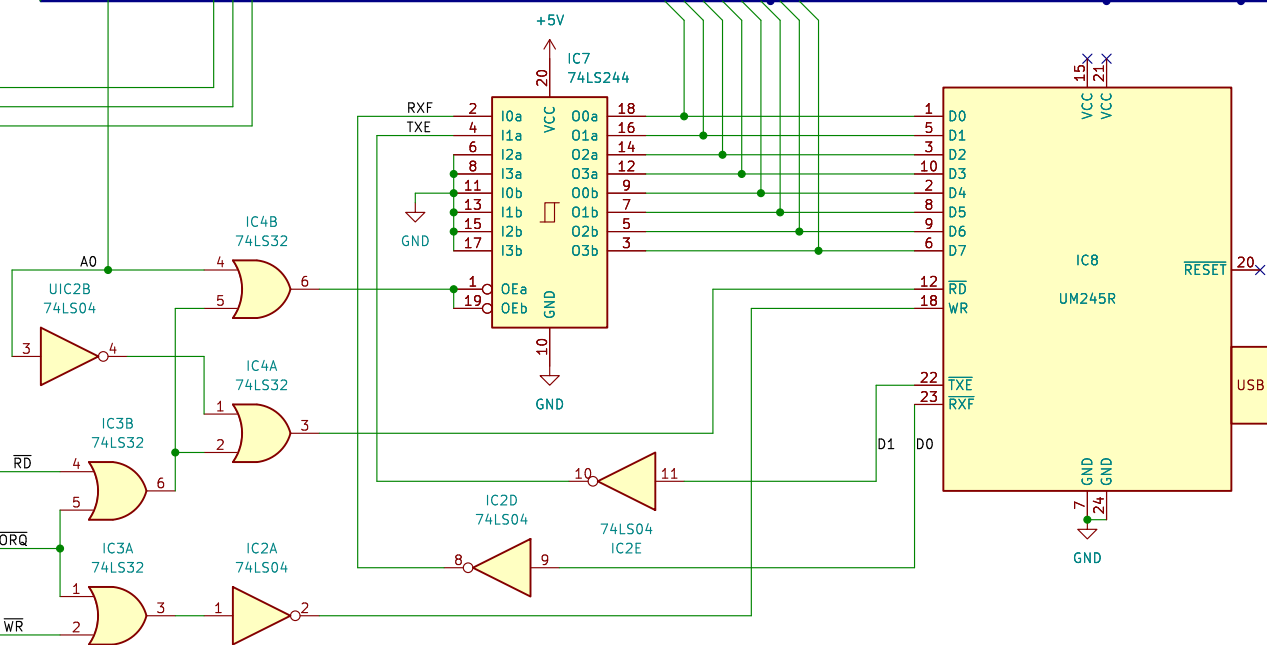 +5V
IC7
74LS244
20
VCC
RXF
TXE
2 I0a O0a 18
4 I1a O1a 16
6 I2a O2a 14
8 I3a O3a 12
11 I0b O0b 9
13 I1b O1b 7
15 I2b O2b 5
17 I3b O3b 3
1 OEa
19 OEb
GND
10
GND
GND
15 21
VCC VCC
1 D0
5 D1
3 D2
10 D3
2 D4
8 D5
9 D6
6 D7
12 RD
18 WR
22 TXE
23 RXF
IC8
UM245R
RESET 20
USB
GND GND
7 24
GND
A0
IC4B
74LS32
4
5
6
UIC2B
74LS04
3
4
IC4A
74LS32
1
2
3
IC3B
74LS32
RD
4
5
6
ORQ
IC3A
74LS32
1
2
3
WR
IC2A
74LS04
1
2
10
11
74LS04
IC2E
IC2D
74LS04
8
9
D1
D0